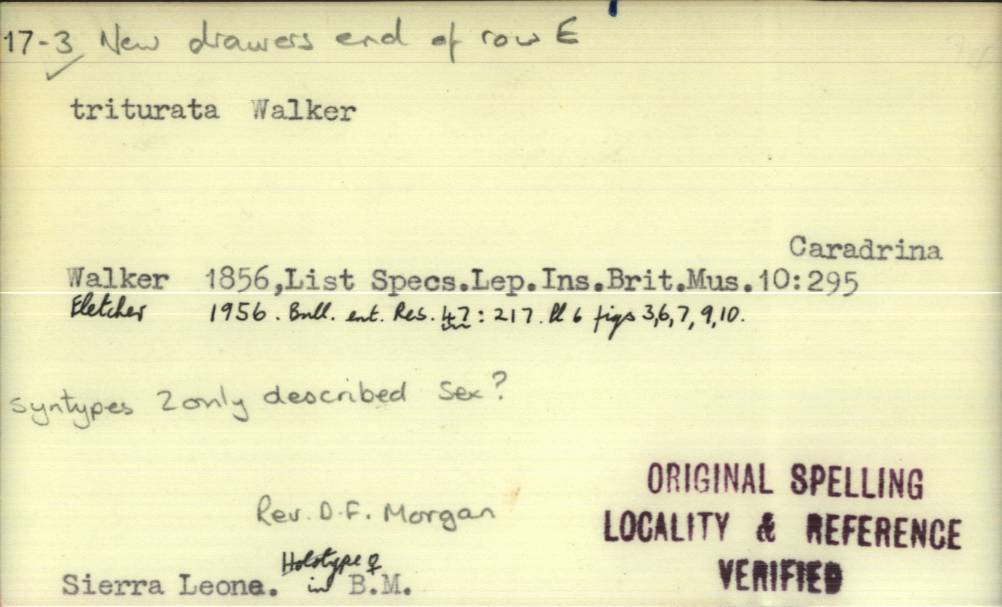 17-3 New drawers end of row E
triturata Walker
Caradrina
Walker 1856,List Specs.Lep.Ins.Brit.Mus.10:295
Fletcher 1956. Bull. ent. Res. 47: 217. Pl 6 figs 3,6,7,9,10.
syntypes 2 only described Sex?
Rev. D.F. Morgan
ORIGINAL SPELLING
LOCALITY & REFERENCE
VERIFIED
Holotype ♀
Sierra Leone. in B.M.